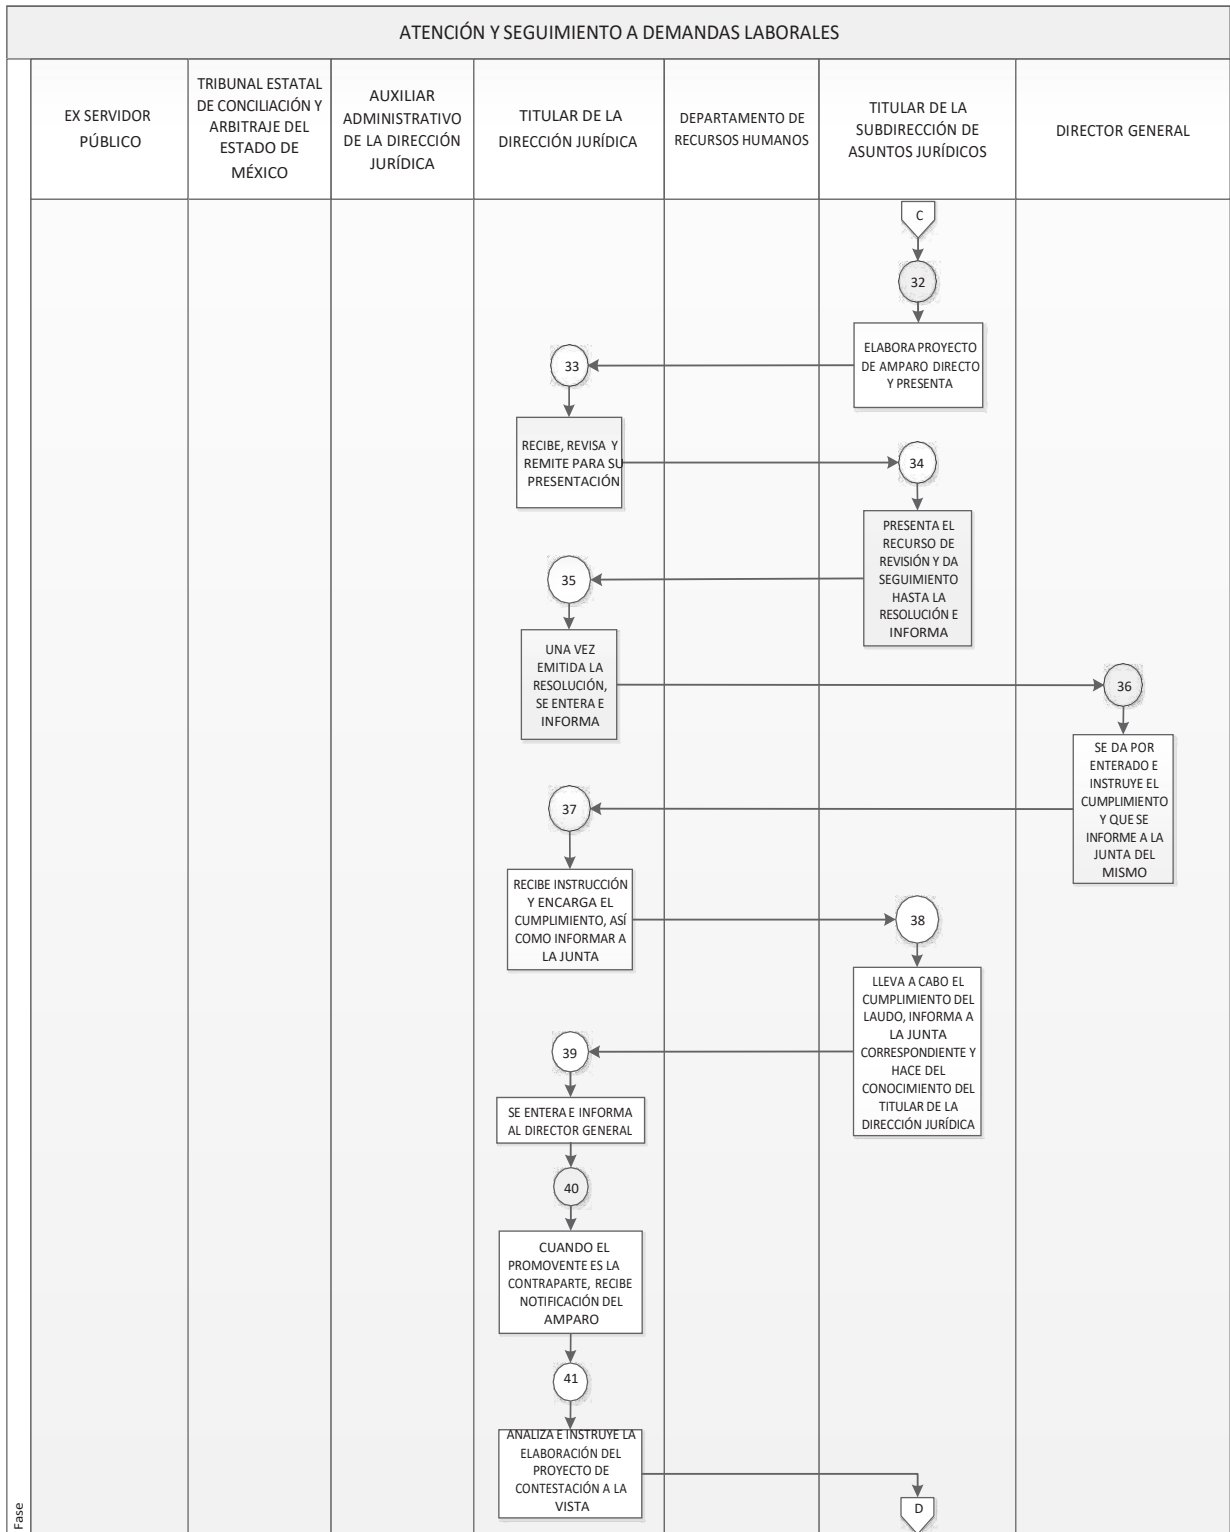 ATENCIÓN Y SEGUIMIENTO A DEMANDAS LABORALES
EX SERVIDOR
PÚBLICO
TRIBUNAL ESTATAL
DE CONCILIACIÓN Y
ARBITRAJE DEL
ESTADO DE
MÉXICO
AUXILIAR
ADMINISTRATIVO
DE LA DIRECCIÓN
JURÍDICA
TITULAR DE LA
DIRECCIÓN JURÍDICA
DEPARTAMENTO DE
RECURSOS HUMANOS
TITULAR DE LA
SUBDIRECCIÓN DE
ASUNTOS JURÍDICOS
DIRECTOR GENERAL
C
32
ELABORA PROYECTO
DE AMPARO DIRECTO
Y PRESENTA
33
RECIBE, REVISA Y
REMITE PARA SU
PRESENTACIÓN
34
PRESENTA EL
RECURSO DE
REVISIÓN Y DA
SEGUIMIENTO
HASTA LA
RESOLUCIÓN E
INFORMA
35
UNA VEZ
EMITIDA LA
RESOLUCIÓN,
SE ENTERA E
INFORMA
36
SE DA POR
ENTERADO E
INSTRUYE EL
CUMPLIMIENTO
Y QUE SE
INFORME A LA
JUNTA DEL
MISMO
37
RECIBE INSTRUCCIÓN
Y ENCARGA EL
CUMPLIMIENTO, ASÍ
COMO INFORMAR A
LA JUNTA
38
LLEVA A CABO EL
CUMPLIMIENTO DEL
LAUDO, INFORMA A
LA JUNTA
CORRESPONDIENTE Y
HACE DEL
CONOCIMIENTO DEL
TITULAR DE LA
DIRECCIÓN JURÍDICA
39
SE ENTERA E INFORMA
AL DIRECTOR GENERAL
40
CUANDO EL
PROMOVENTE ES LA
CONTRAPARTE, RECIBE
NOTIFICACIÓN DEL
AMPARO
41
ANALIZA E INSTRUYE LA
ELABORACIÓN DEL
PROYECTO DE
CONTESTACIÓN A LA
VISTA
D
Fase